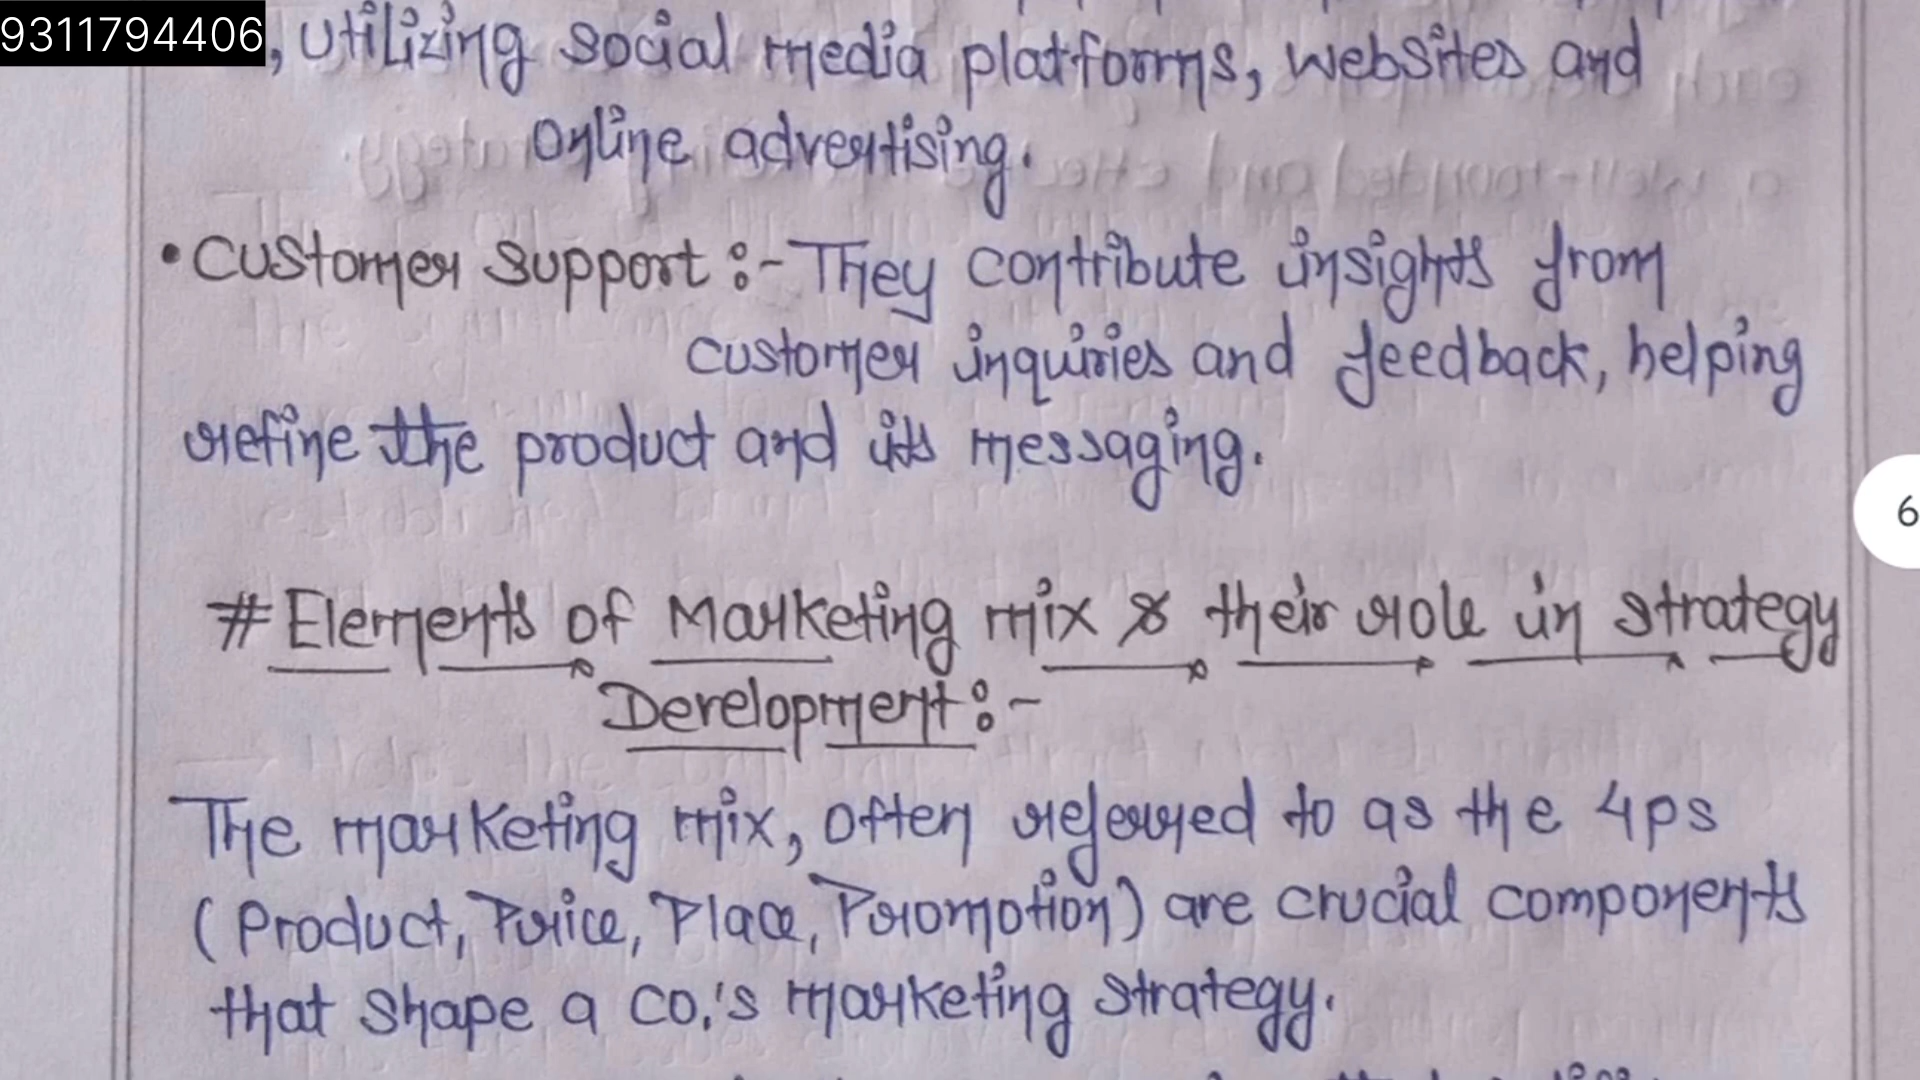 9311794406
, utilizing social media platforms, websites and
online advertising.
• Customer support :- They contribute insights from
customer inquiries and feedback, helping
refine the product and its messaging.
6
# Elements of Marketing mix & their role in strategy
Development :-
The marketing mix, often referred to as the 4ps
(Product, Price, Place, Promotion) are crucial components
that shape a co.'s marketing strategy.